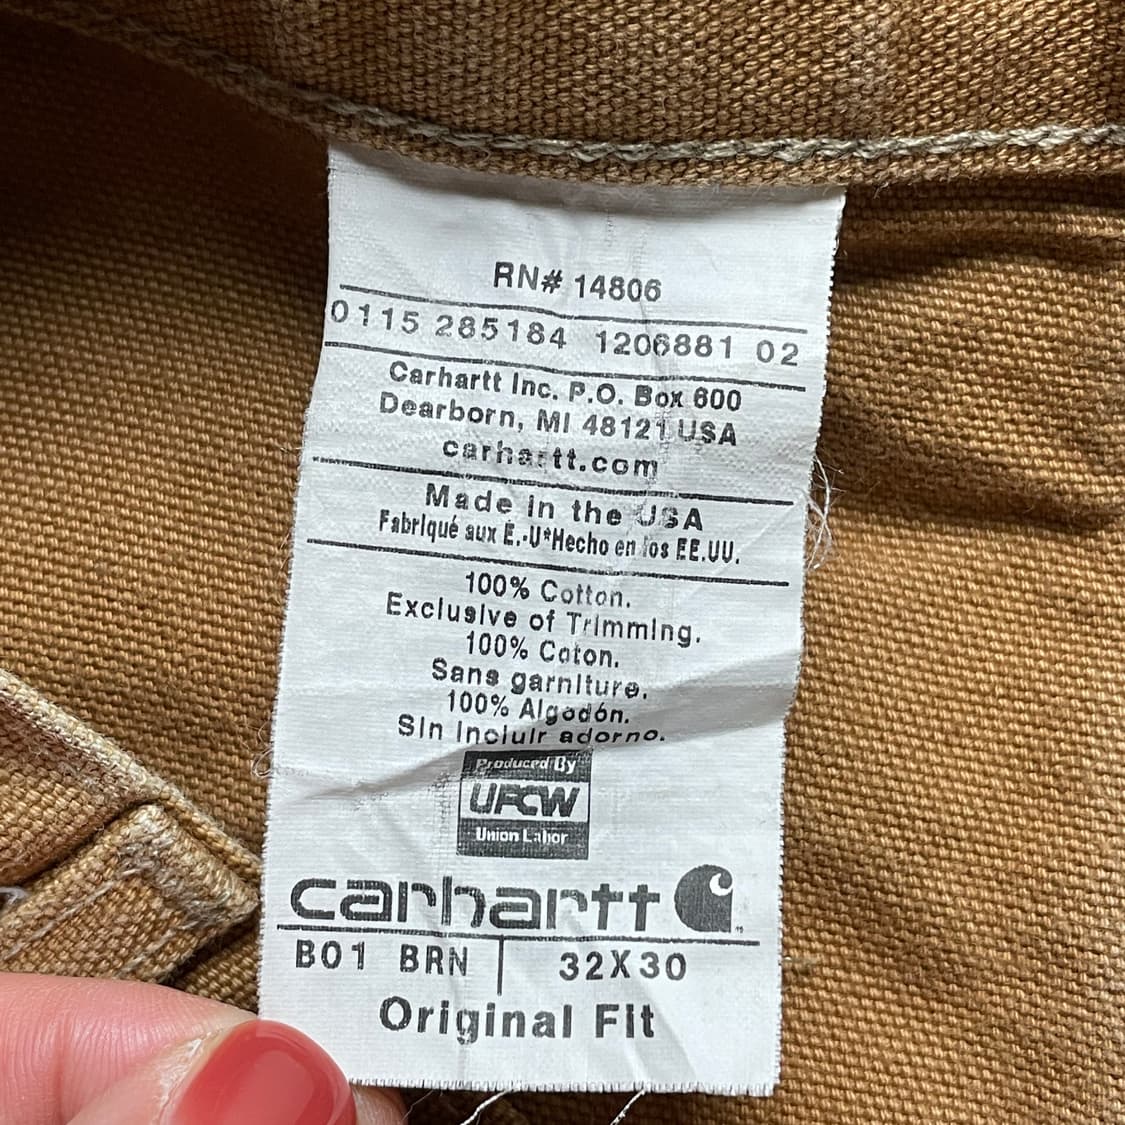 RN# 14806
0115 285184 1206881 02
Carhartt Inc. P.O. Box 600
Dearborn, MI 48121 USA
carhartt.com
Made in the USA
Fabriqué aux E.-U*Hecho en los EE.UU.
100% Cotton.
Exclusive of Trimming.
100% Coton.
Sans garniture.
100% Algodón.
Sin incluir adorno.
Produced By
UFCW
Union Labor
carhartt
B01 BRN | 32X30
Original Fit